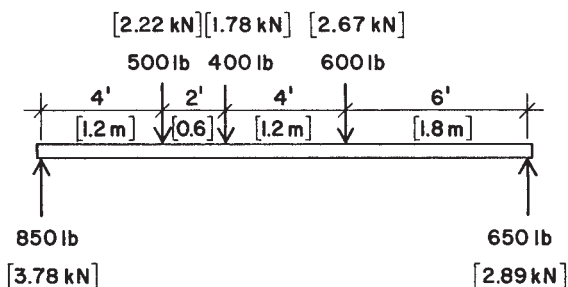 [2.22 kN][1.78 kN] [2.67 kN]
500 lb 400 lb 600 lb
4' 2' 4' 6'
[1.2 m] [0.6] [1.2 m] [1.8 m]
850 lb 650 lb
[3.78 kN] [2.89 kN]